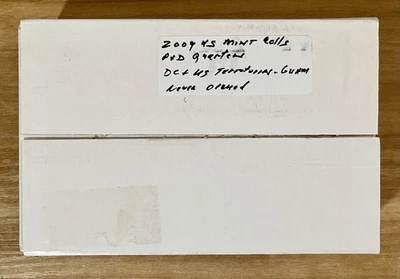 2009 US MINT Rolls
P+D Quarters
DC+US Territories-GUAM
Never Opened